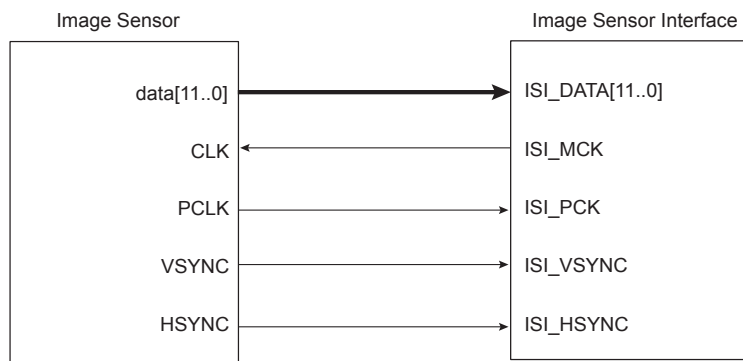 Image Sensor
Image Sensor Interface
data[11..0]
ISI_DATA[11..0]
CLK
ISI_MCK
PCLK
ISI_PCK
VSYNC
ISI_VSYNC
HSYNC
ISI_HSYNC